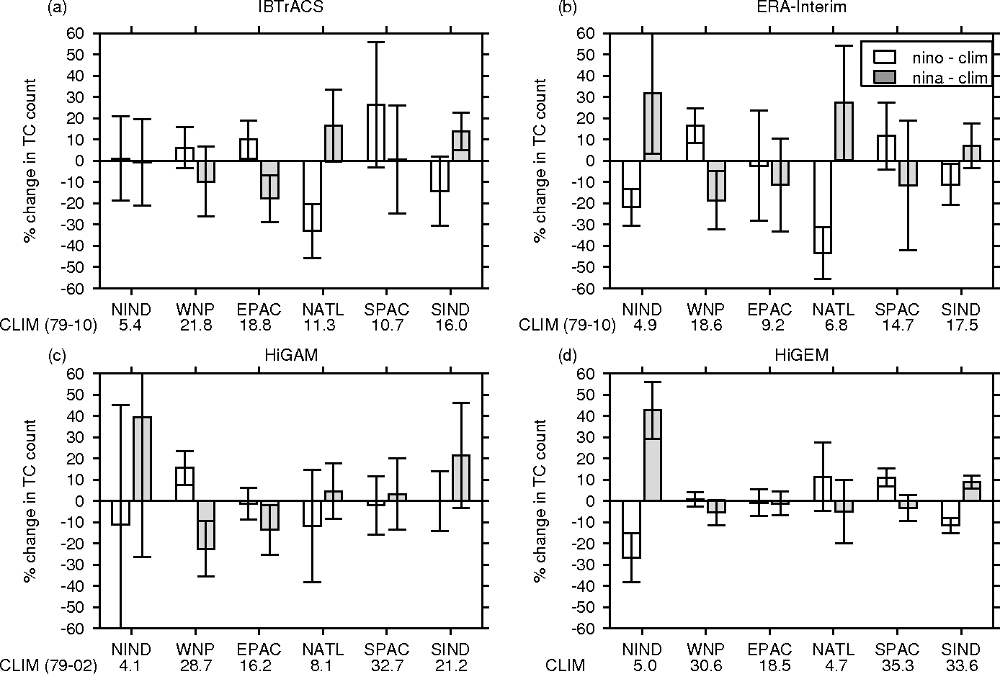 (a) IBTrACS
60
50
40
30
20
10
0
-10
-20
-30
-40
-50
-60
% change in TC count
NIND WNP EPAC NATL SPAC SIND
CLIM (79-10) 5.4 21.8 18.8 11.3 10.7 16.0
(b) ERA-Interim
60
50
40
30
20
10
0
-10
-20
-30
-40
-50
-60
% change in TC count
nino - clim
nina - clim
NIND WNP EPAC NATL SPAC SIND
CLIM (79-10) 4.9 18.6 9.2 6.8 14.7 17.5
(c) HiGAM
60
50
40
30
20
10
0
-10
-20
-30
-40
-50
-60
% change in TC count
NIND WNP EPAC NATL SPAC SIND
CLIM (79-02) 4.1 28.7 16.2 8.1 32.7 21.2
(d) HiGEM
60
50
40
30
20
10
0
-10
-20
-30
-40
-50
-60
% change in TC count
NIND WNP EPAC NATL SPAC SIND
CLIM 5.0 30.6 18.5 4.7 35.3 33.6